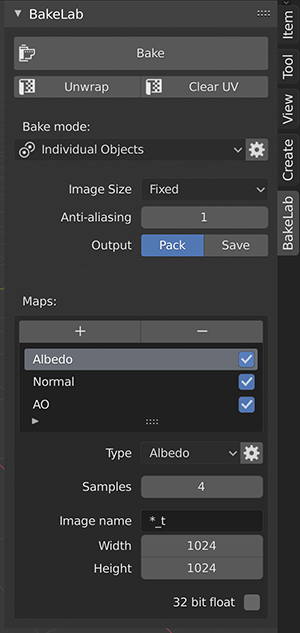 BakeLab
Bake
Unwrap Clear UV
Bake mode:
Individual Objects
Image Size Fixed
Anti-aliasing 1
Output Pack Save
Maps:
+ −
Albedo
Normal
AO
Type Albedo
Samples 4
Image name *_t
Width 1024
Height 1024
32 bit float
Item
Tool
View
Create
BakeLab